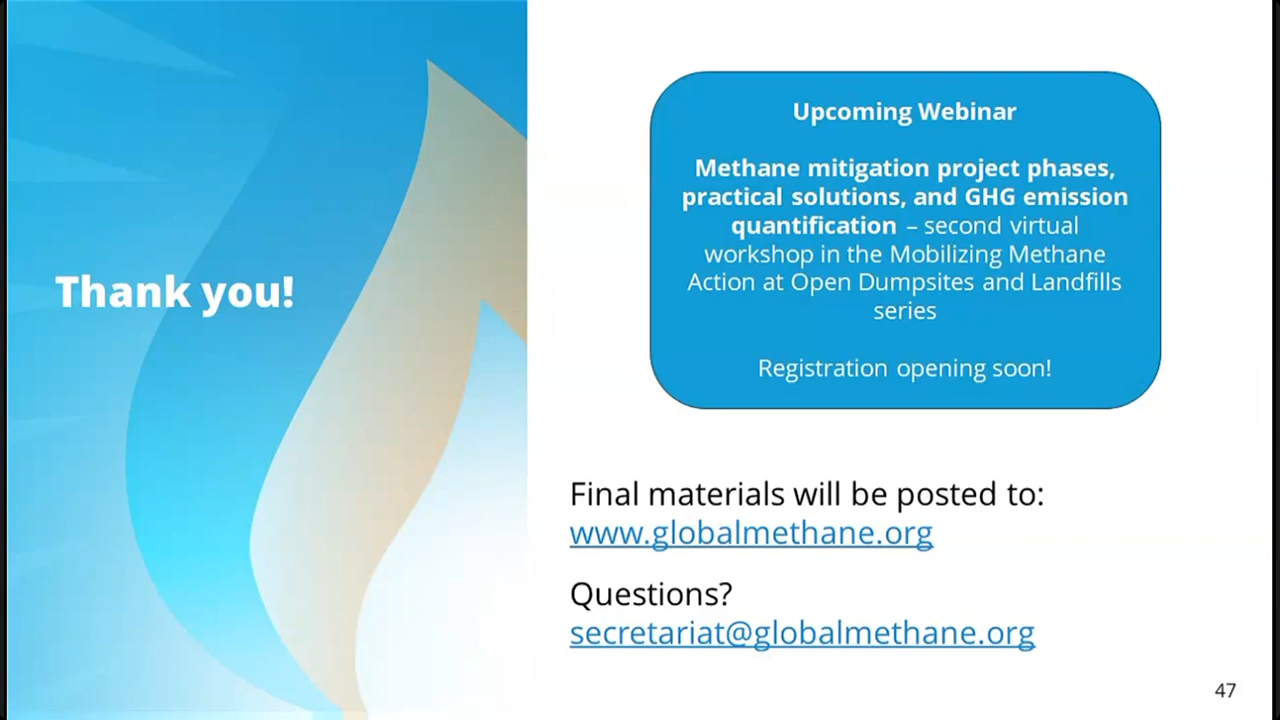 Thank you!
Upcoming Webinar
Methane mitigation project phases,
practical solutions, and GHG emission
quantification – second virtual
workshop in the Mobilizing Methane
Action at Open Dumpsites and Landfills
series
Registration opening soon!
Final materials will be posted to:
www.globalmethane.org
Questions?
secretariat@globalmethane.org
47